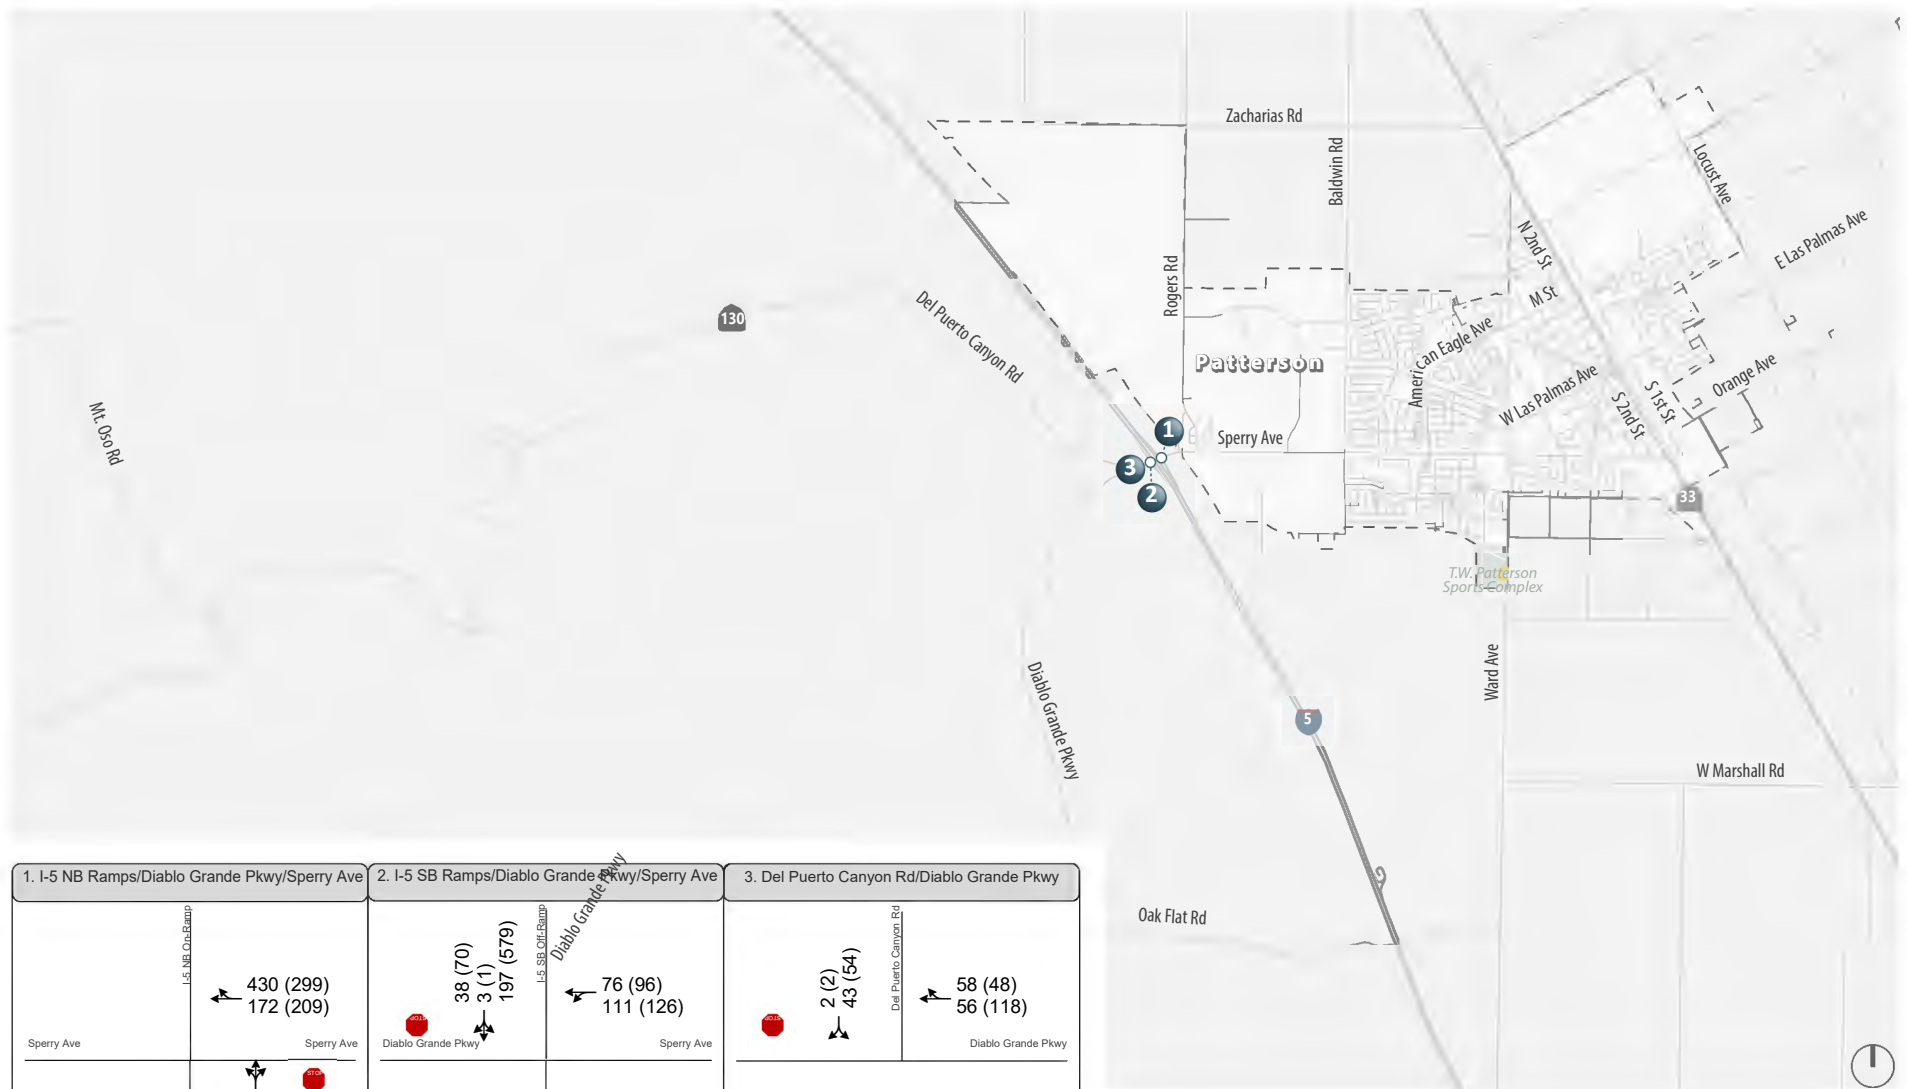 Zacharias Rd
Baldwin Rd
Locust Ave
N 2nd St
E Las Palmas Ave
Rogers Rd
M St
Del Puerto Canyon Rd
130
American Eagle Ave
Patterson
W Las Palmas Ave
S 1st St
Orange Ave
S 2nd St
Mt. Oso Rd
1
Sperry Ave
3
2
33
T.W. Patterson
Sports Complex
Diablo Grande Pkwy
Ward Ave
5
W Marshall Rd
Oak Flat Rd
Diablo Grande Pkwy
1. I-5 NB Ramps/Diablo Grande Pkwy/Sperry Ave
I-5 NB On-Ramp
430 (299)
172 (209)
Sperry Ave
Sperry Ave
STOP
2. I-5 SB Ramps/Diablo Grande Pkwy/Sperry Ave
38 (70)
3 (1)
197 (579)
I-5 SB Off-Ramp
76 (96)
111 (126)
STOP
Diablo Grande Pkwy
Sperry Ave
3. Del Puerto Canyon Rd/Diablo Grande Pkwy
2 (2)
43 (54)
Del Puerto Canyon Rd
58 (48)
56 (118)
STOP
Diablo Grande Pkwy